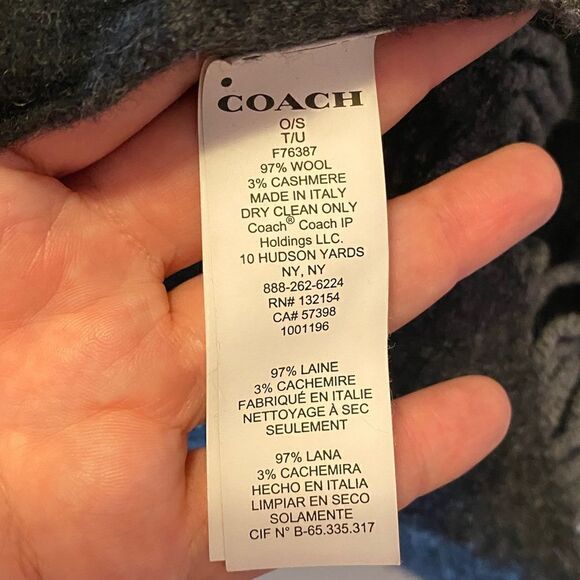 COACH
O/S
T/U
F76387
97% WOOL
3% CASHMERE
MADE IN ITALY
DRY CLEAN ONLY
Coach® Coach IP
Holdings LLC.
10 HUDSON YARDS
NY, NY
888-262-6224
RN# 132154
CA# 57398
1001196
97% LAINE
3% CACHEMIRE
FABRIQUÉ EN ITALIE
NETTOYAGE À SEC
SEULEMENT
97% LANA
3% CACHEMIRA
HECHO EN ITALIA
LIMPIAR EN SECO
SOLAMENTE
CIF N° B-65.335.317